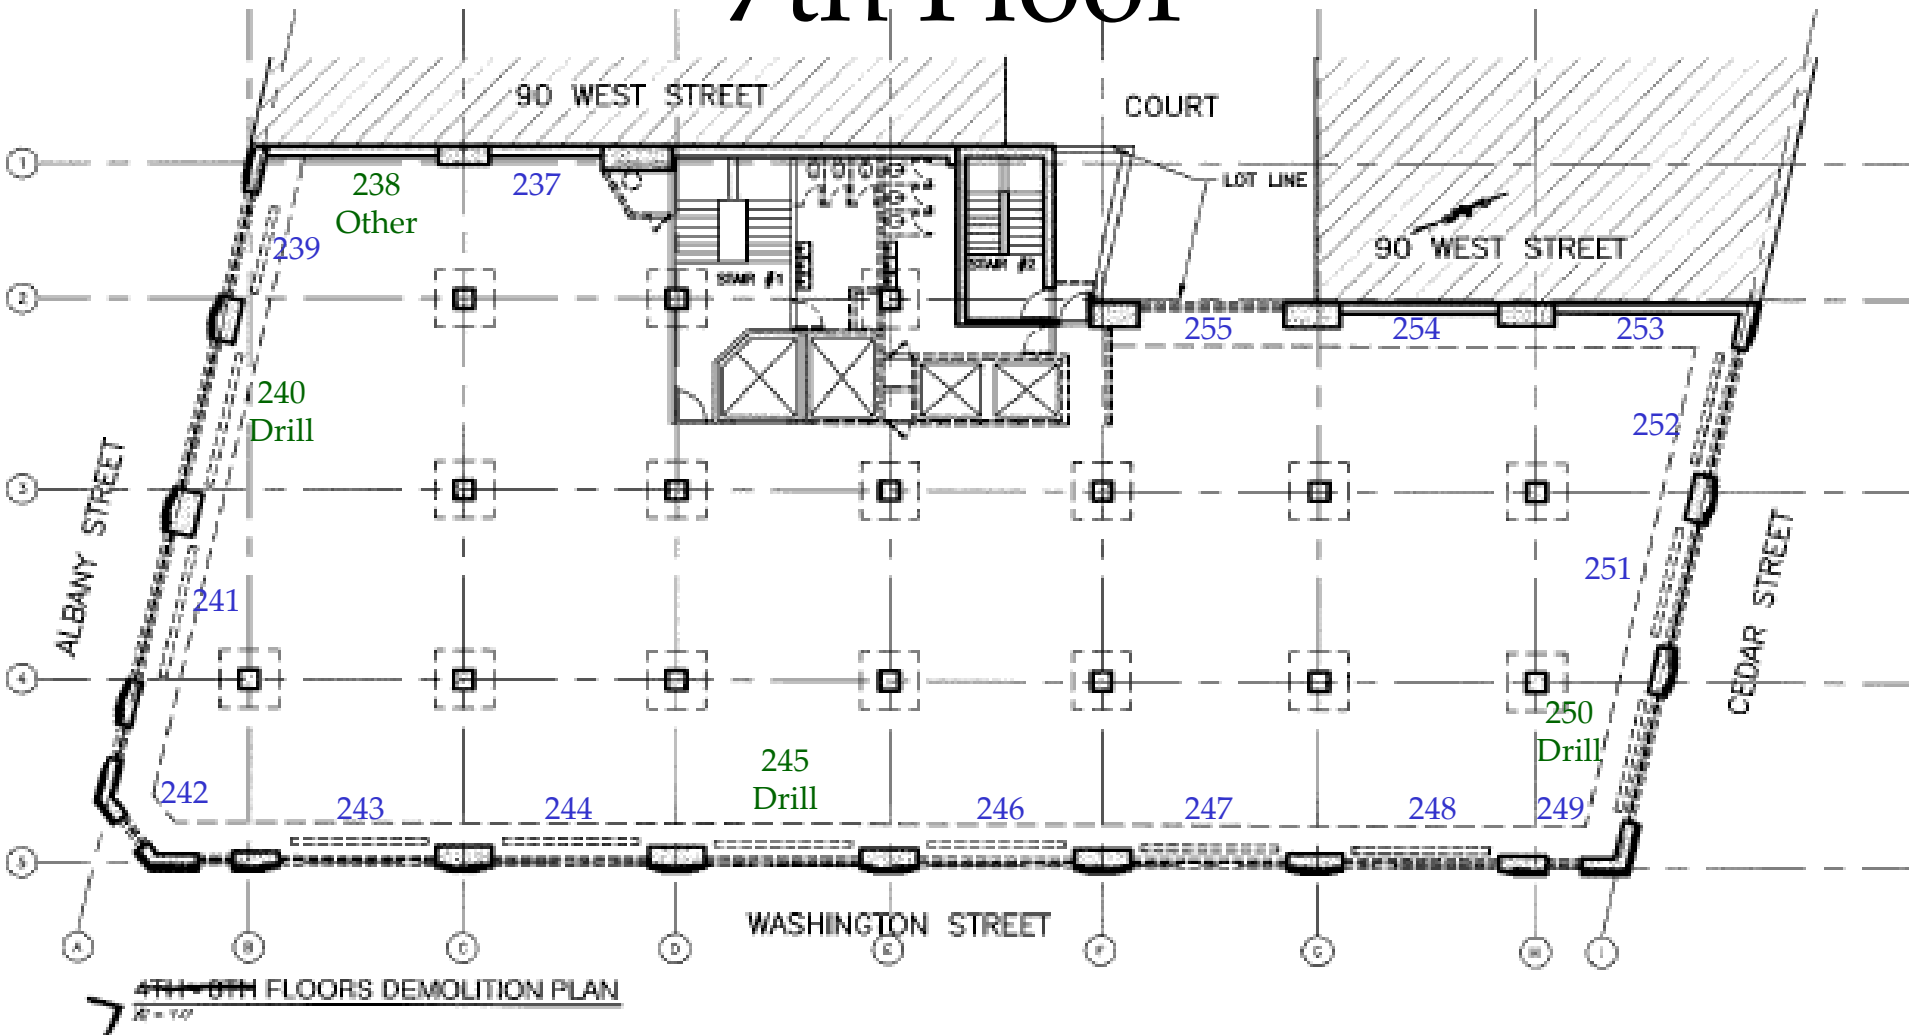 7th Floor
90 WEST STREET
COURT
1
238
Other
237
LOT LINE
239
90 WEST STREET
STAIR #2
STAIR #1
2
255
254
253
240
Drill
252
ALBANY STREET
3
CEDAR STREET
251
241
4
250
Drill
245
Drill
242
243
244
246
247
248
249
5
WASHINGTON STREET
A
B
C
D
E
F
G
H
I
4TH - 8TH FLOORS DEMOLITION PLAN